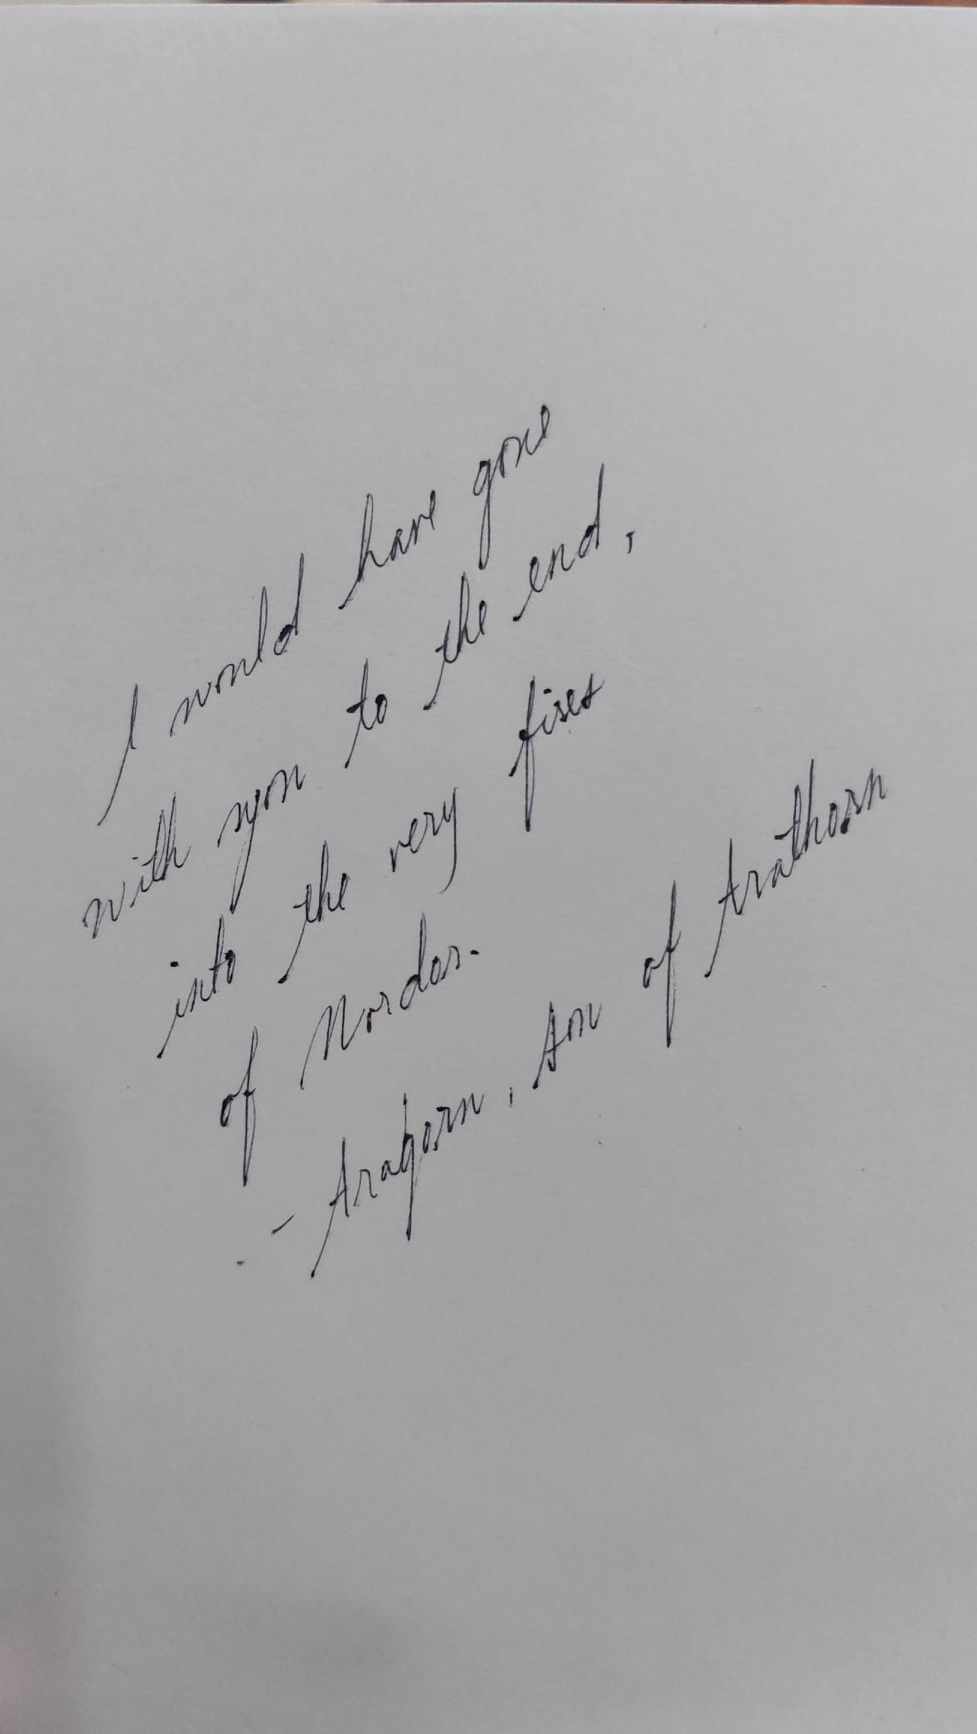 I would have gone
with you to the end,
into the very fires
of Mordor.
- Aragorn, son of Arathorn